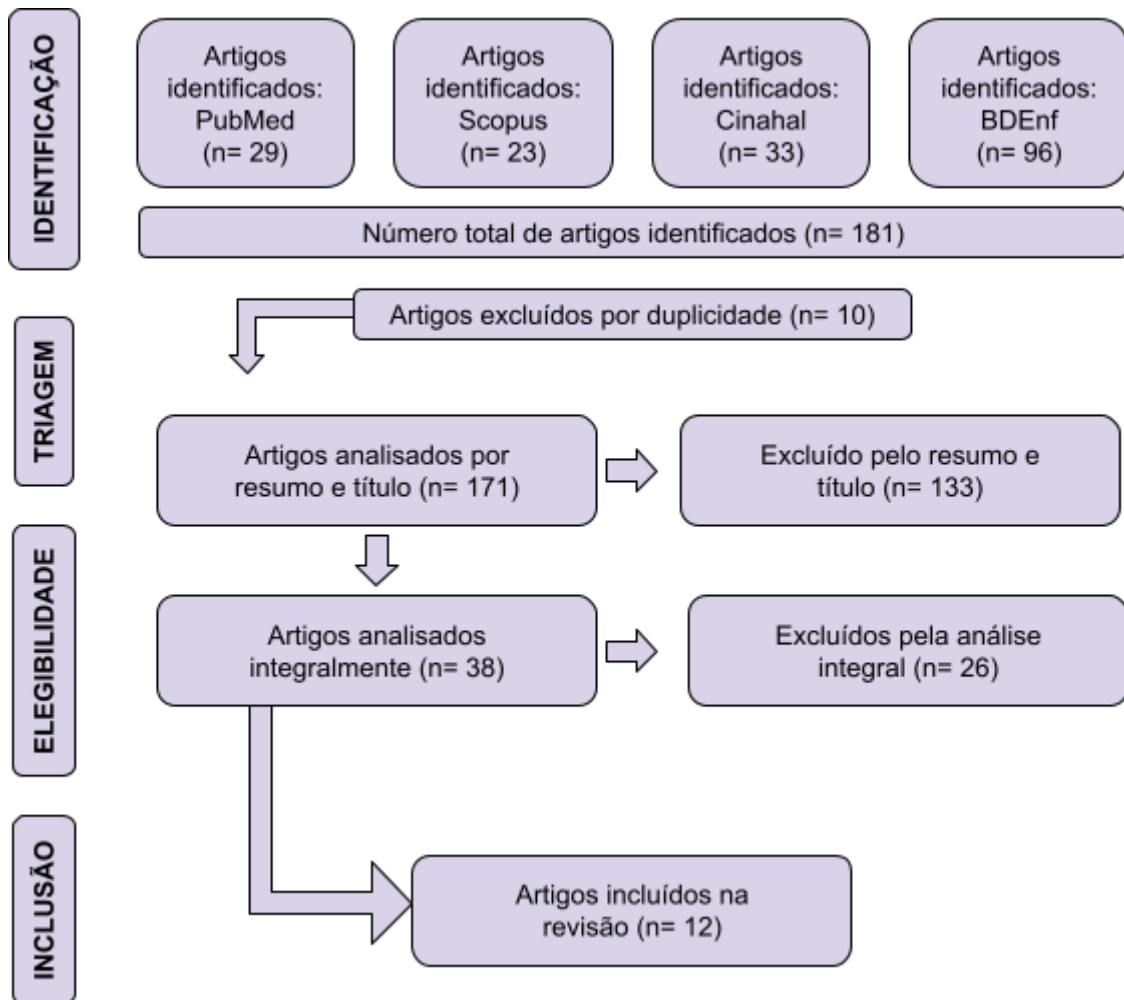 IDENTIFICAÇÃO
Artigos
identificados:
PubMed
(n= 29)
Artigos
identificados:
Scopus
(n= 23)
Artigos
identificados:
Cinahal
(n= 33)
Artigos
identificados:
BDEnf
(n= 96)
Número total de artigos identificados (n= 181)
TRIAGEM
Artigos excluídos por duplicidade (n= 10)
Artigos analisados por
resumo e título (n= 171)
Excluído pelo resumo e
título (n= 133)
ELEGIBILIDADE
Artigos analisados
integralmente (n= 38)
Excluídos pela análise
integral (n= 26)
INCLUSÃO
Artigos incluídos na
revisão (n= 12)